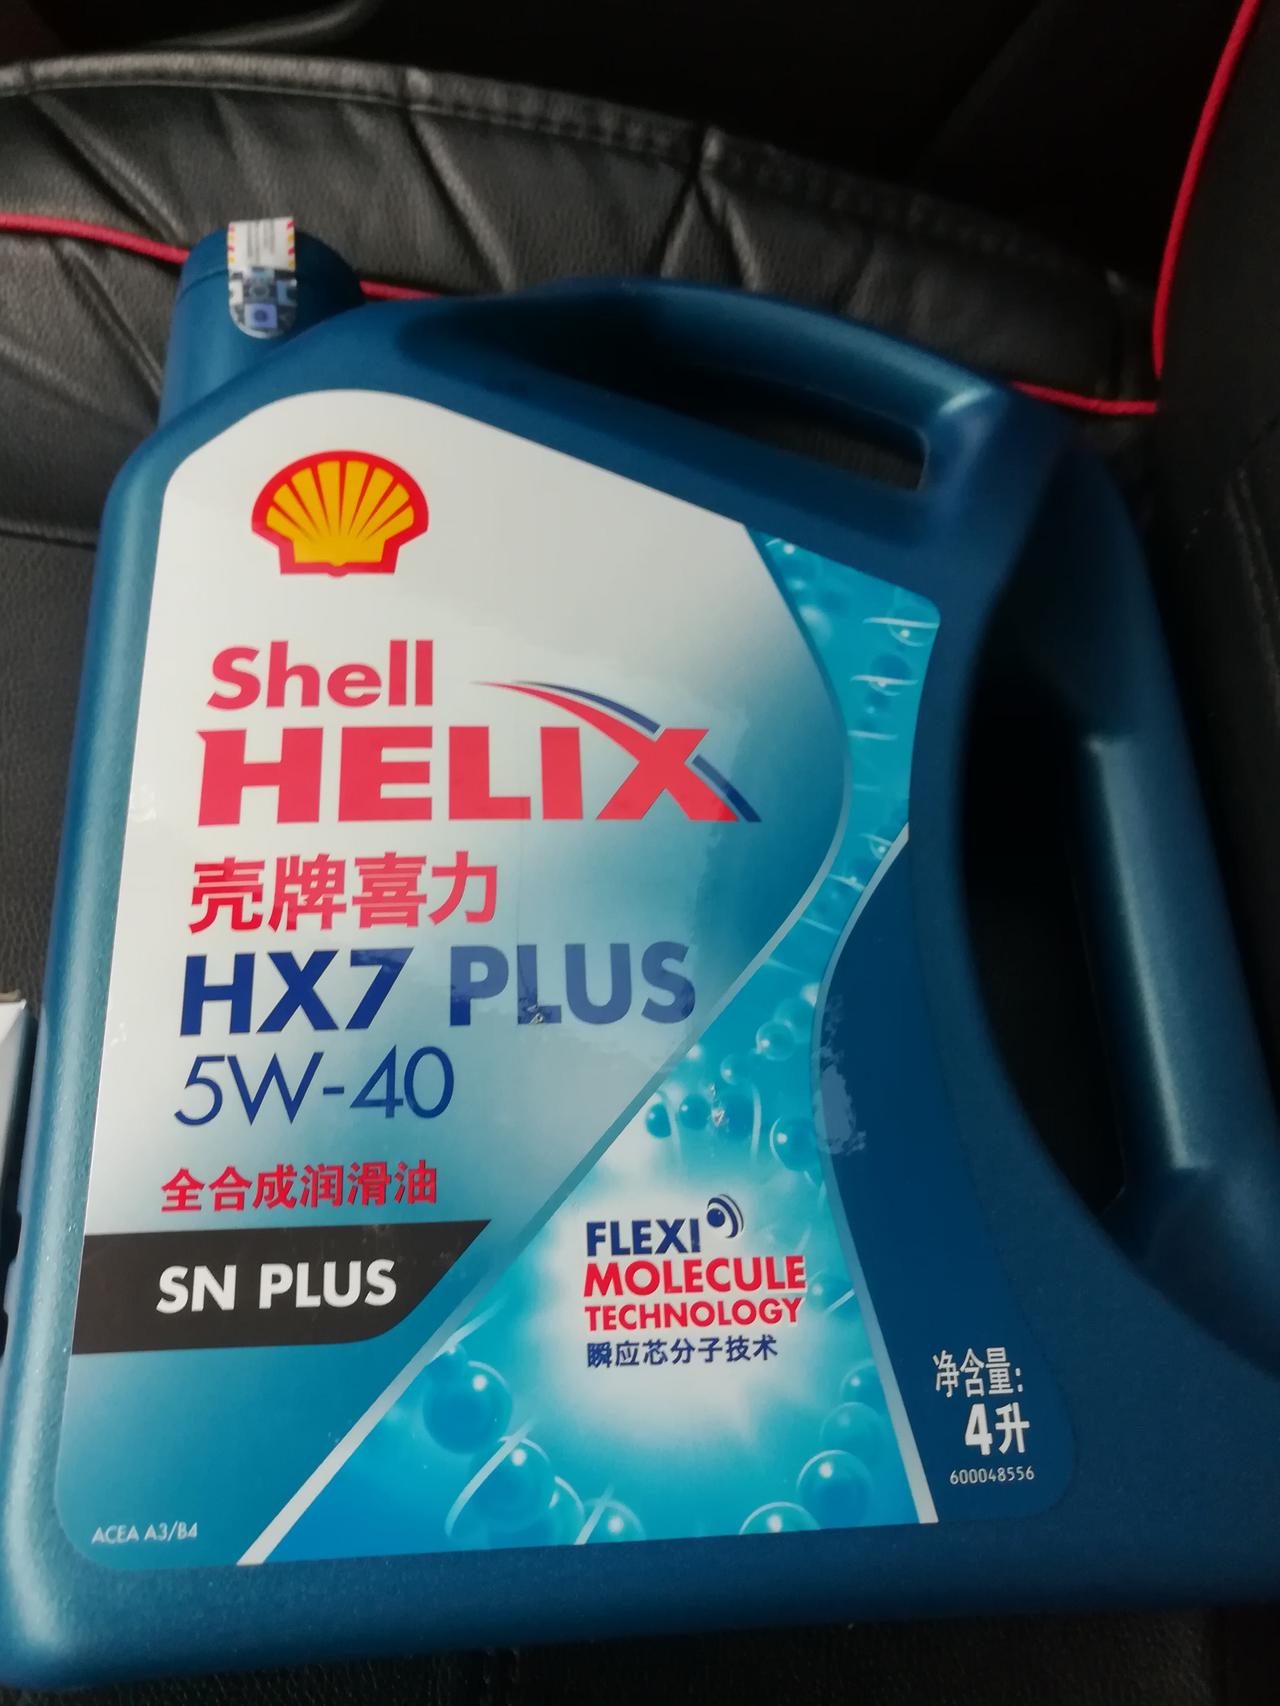 Shell
HELIX
壳牌喜力
HX7 PLUS
5W-40
全合成润滑油
SN PLUS
FLEXI
MOLECULE
TECHNOLOGY
瞬应芯分子技术
净含量:
4升
600048556
ACEA A3/B4